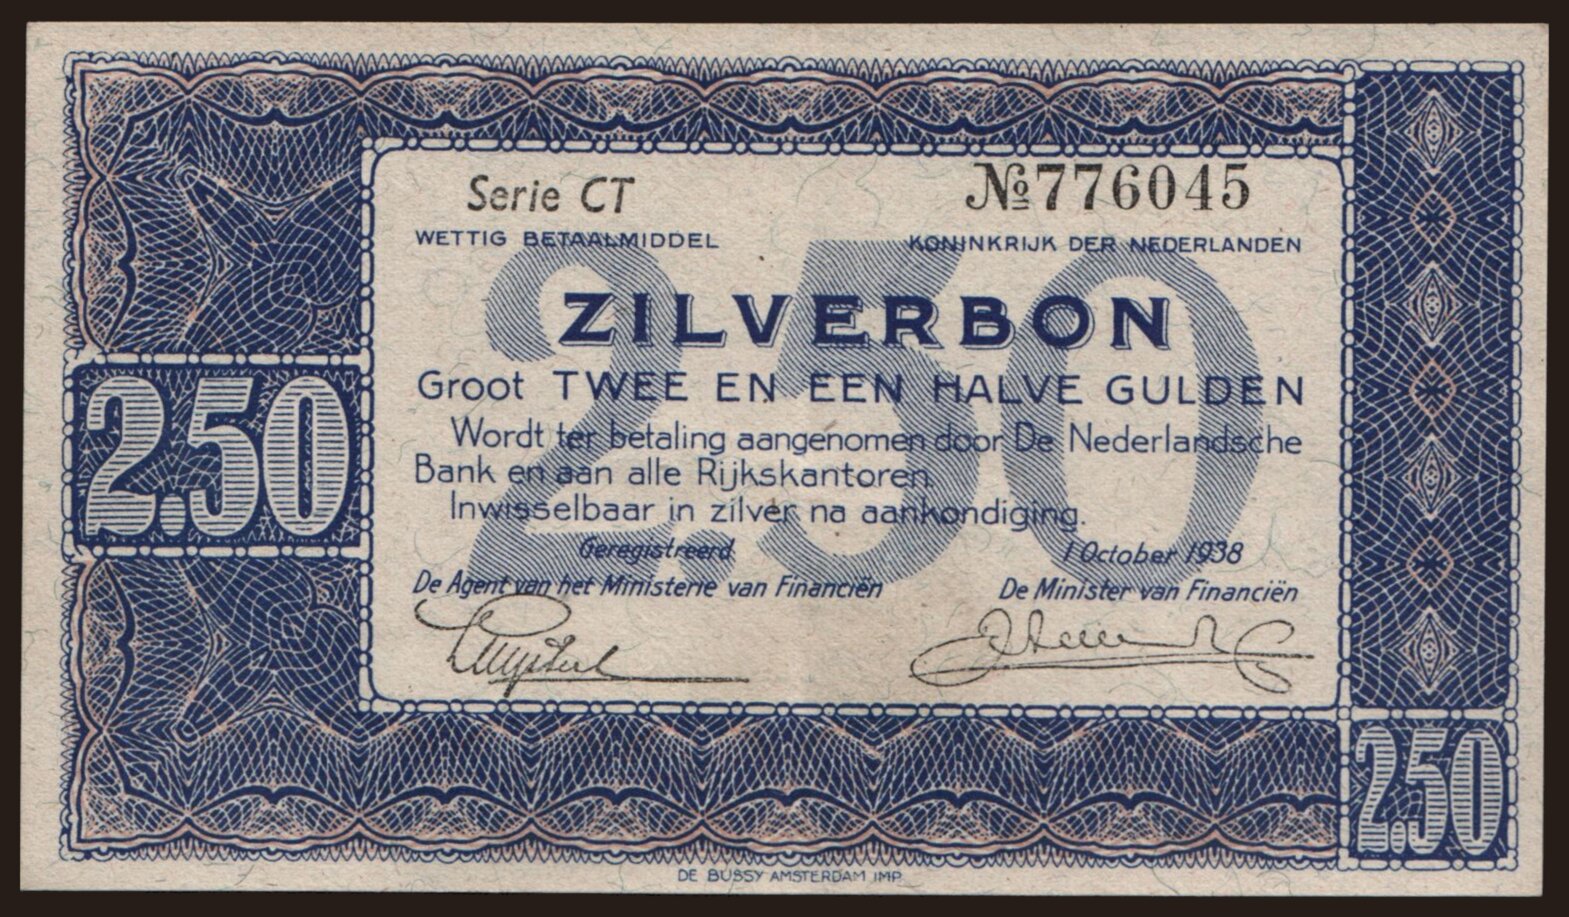 Serie CT
№776045
WETTIG BETAALMIDDEL
KONINKRIJK DER NEDERLANDEN
2.50
ZILVERBON
Groot TWEE EN EEN HALVE GULDEN
Wordt ter betaling aangenomen door De Nederlandsche
Bank en aan alle Rijkskantoren.
Inwisselbaar in zilver na aankondiging.
2.50
Geregistreerd
1 October 1938
De Agent van het Ministerie van Financiën
De Minister van Financiën
2.50
DE BUSSY AMSTERDAM IMP.